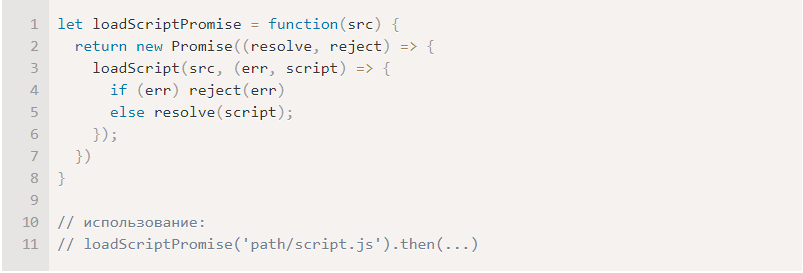 1 let loadScriptPromise = function(src) {
2   return new Promise((resolve, reject) => {
3     loadScript(src, (err, script) => {
4       if (err) reject(err)
5       else resolve(script);
6     });
7   })
8 }
9
10 // использование:
11 // loadScriptPromise('path/script.js').then(...)